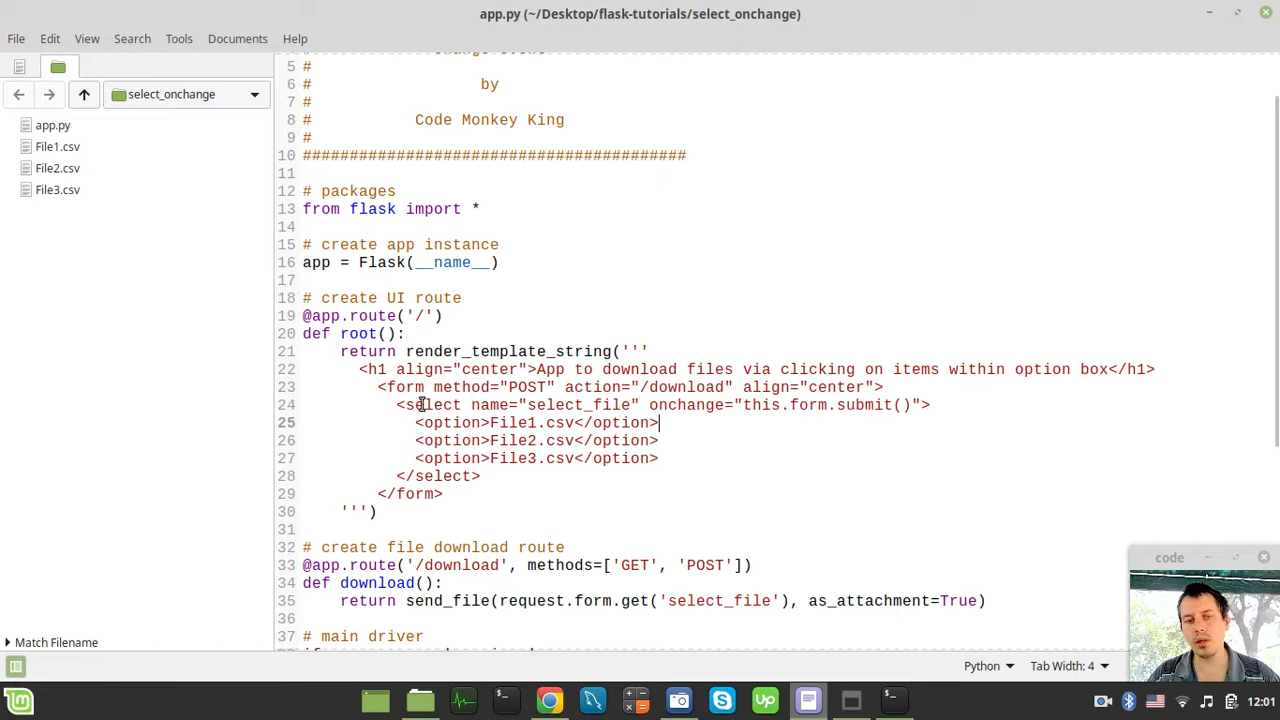 app.py (~/Desktop/flask-tutorials/select_onchange)
File Edit View Search Tools Documents Help
select_onchange
app.py
File1.csv
File2.csv
File3.csv
5 #
6 # by
7 #
8 # Code Monkey King
9 #
10 #########################################
11
12 # packages
13 from flask import *
14
15 # create app instance
16 app = Flask(__name__)
17
18 # create UI route
19 @app.route('/')
20 def root():
21 return render_template_string('''
22 <h1 align="center">App to download files via clicking on items within option box</h1>
23 <form method="POST" action="/download" align="center">
24 <select name="select_file" onchange="this.form.submit()">
25 <option>File1.csv</option>
26 <option>File2.csv</option>
27 <option>File3.csv</option>
28 </select>
29 </form>
30 ''')
31
32 # create file download route
33 @app.route('/download', methods=['GET', 'POST'])
34 def download():
35 return send_file(request.form.get('select_file'), as_attachment=True)
36
37 # main driver
Match Filename
code
Python Tab Width: 4
12:01